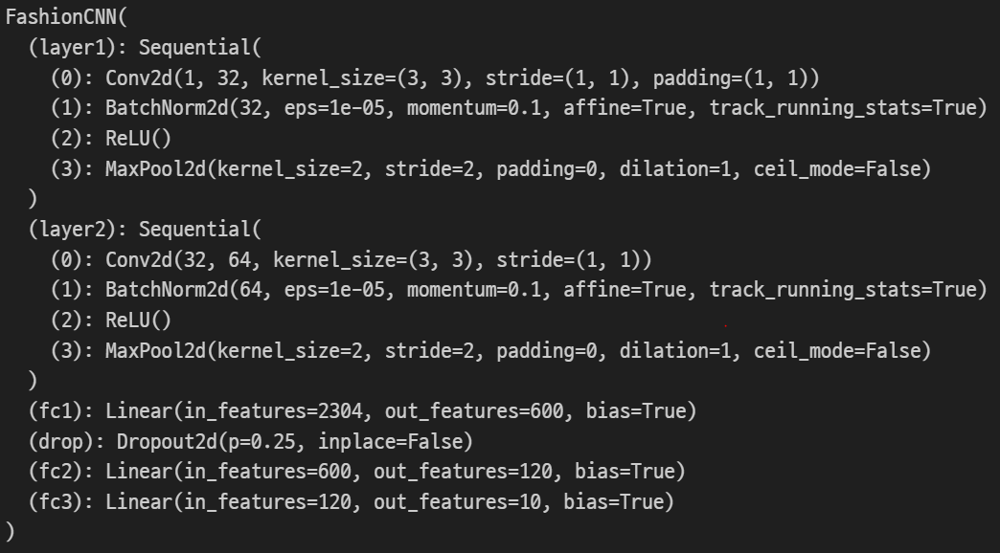 FashionCNN(
  (layer1): Sequential(
    (0): Conv2d(1, 32, kernel_size=(3, 3), stride=(1, 1), padding=(1, 1))
    (1): BatchNorm2d(32, eps=1e-05, momentum=0.1, affine=True, track_running_stats=True)
    (2): ReLU()
    (3): MaxPool2d(kernel_size=2, stride=2, padding=0, dilation=1, ceil_mode=False)
  )
  (layer2): Sequential(
    (0): Conv2d(32, 64, kernel_size=(3, 3), stride=(1, 1))
    (1): BatchNorm2d(64, eps=1e-05, momentum=0.1, affine=True, track_running_stats=True)
    (2): ReLU()
    (3): MaxPool2d(kernel_size=2, stride=2, padding=0, dilation=1, ceil_mode=False)
  )
  (fc1): Linear(in_features=2304, out_features=600, bias=True)
  (drop): Dropout2d(p=0.25, inplace=False)
  (fc2): Linear(in_features=600, out_features=120, bias=True)
  (fc3): Linear(in_features=120, out_features=10, bias=True)
)